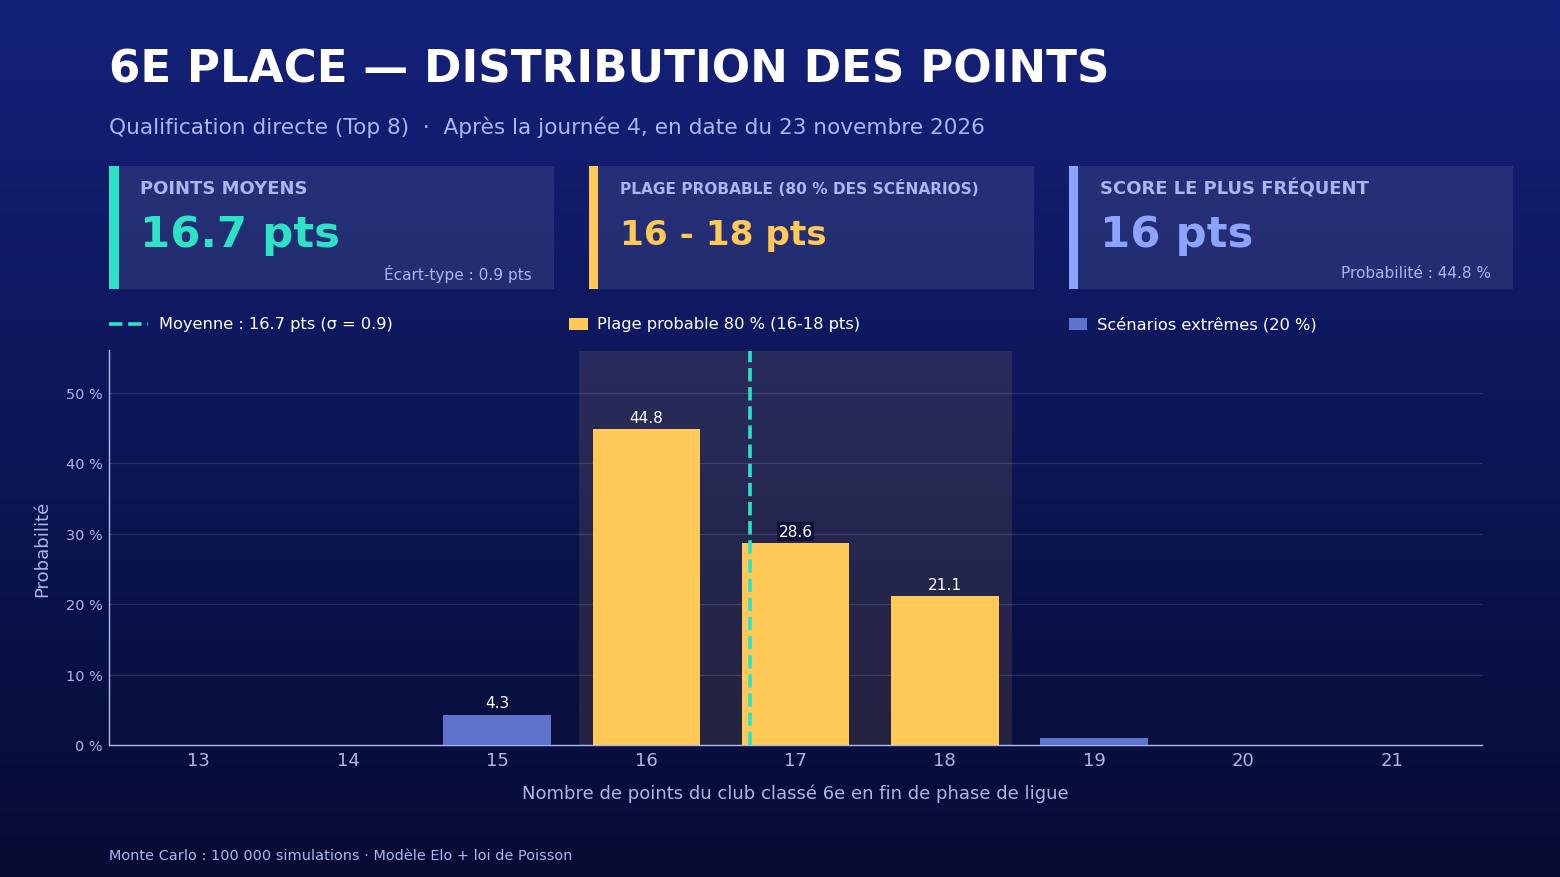 6E PLACE — DISTRIBUTION DES POINTS
Qualification directe (Top 8)  ·  Après la journée 4, en date du 23 novembre 2026
POINTS MOYENS
16.7 pts
Écart-type : 0.9 pts
PLAGE PROBABLE (80 % DES SCÉNARIOS)
16 - 18 pts
SCORE LE PLUS FRÉQUENT
16 pts
Probabilité : 44.8 %
Moyenne : 16.7 pts (σ = 0.9)
Plage probable 80 % (16-18 pts)
Scénarios extrêmes (20 %)
Probabilité
50 %
40 %
30 %
20 %
10 %
0 %
4.3
44.8
28.6
21.1
13 14 15 16 17 18 19 20 21
Nombre de points du club classé 6e en fin de phase de ligue
Monte Carlo : 100 000 simulations · Modèle Elo + loi de Poisson